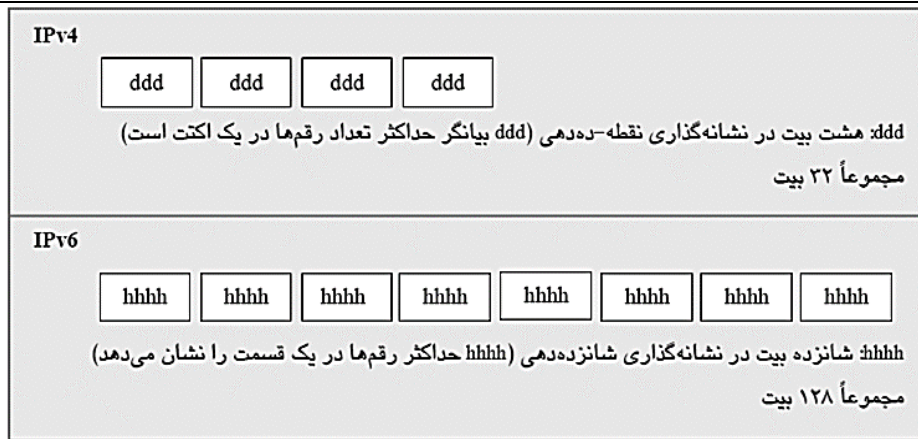 IPv4
ddd ddd ddd ddd
ddd: هشت بیت در نشانه‌گذاری نقطه-ده‌دهی (ddd بیانگر حداکثر تعداد رقم‌ها در یک اکتت است)
مجموعاً ۳۲ بیت
IPv6
hhhh hhhh hhhh hhhh hhhh hhhh hhhh hhhh
hhhh: شانزده بیت در نشانه‌گذاری شانزده‌دهی (hhhh حداکثر رقم‌ها در یک قسمت را نشان می‌دهد)
مجموعاً ۱۲۸ بیت